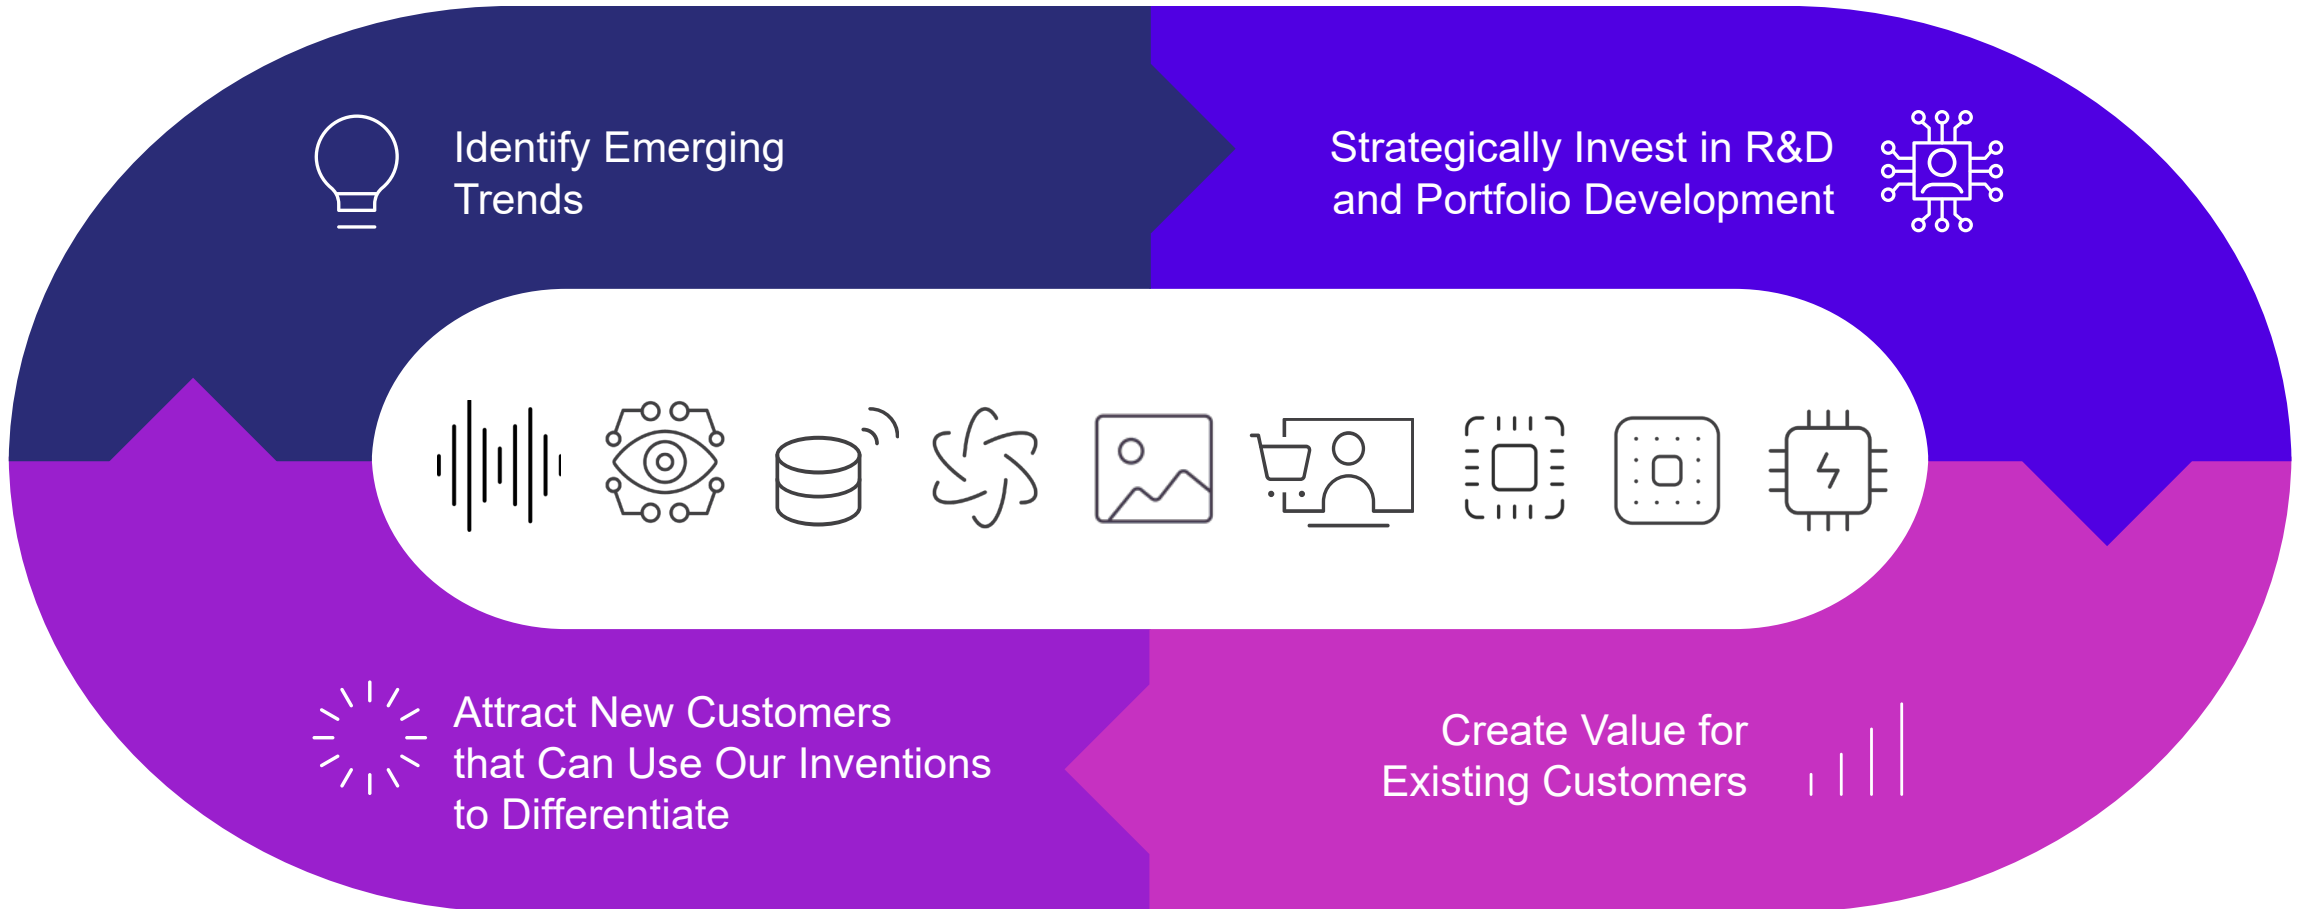 Identify Emerging
Trends
Strategically Invest in R&D
and Portfolio Development
Attract New Customers
that Can Use Our Inventions
to Differentiate
Create Value for
Existing Customers